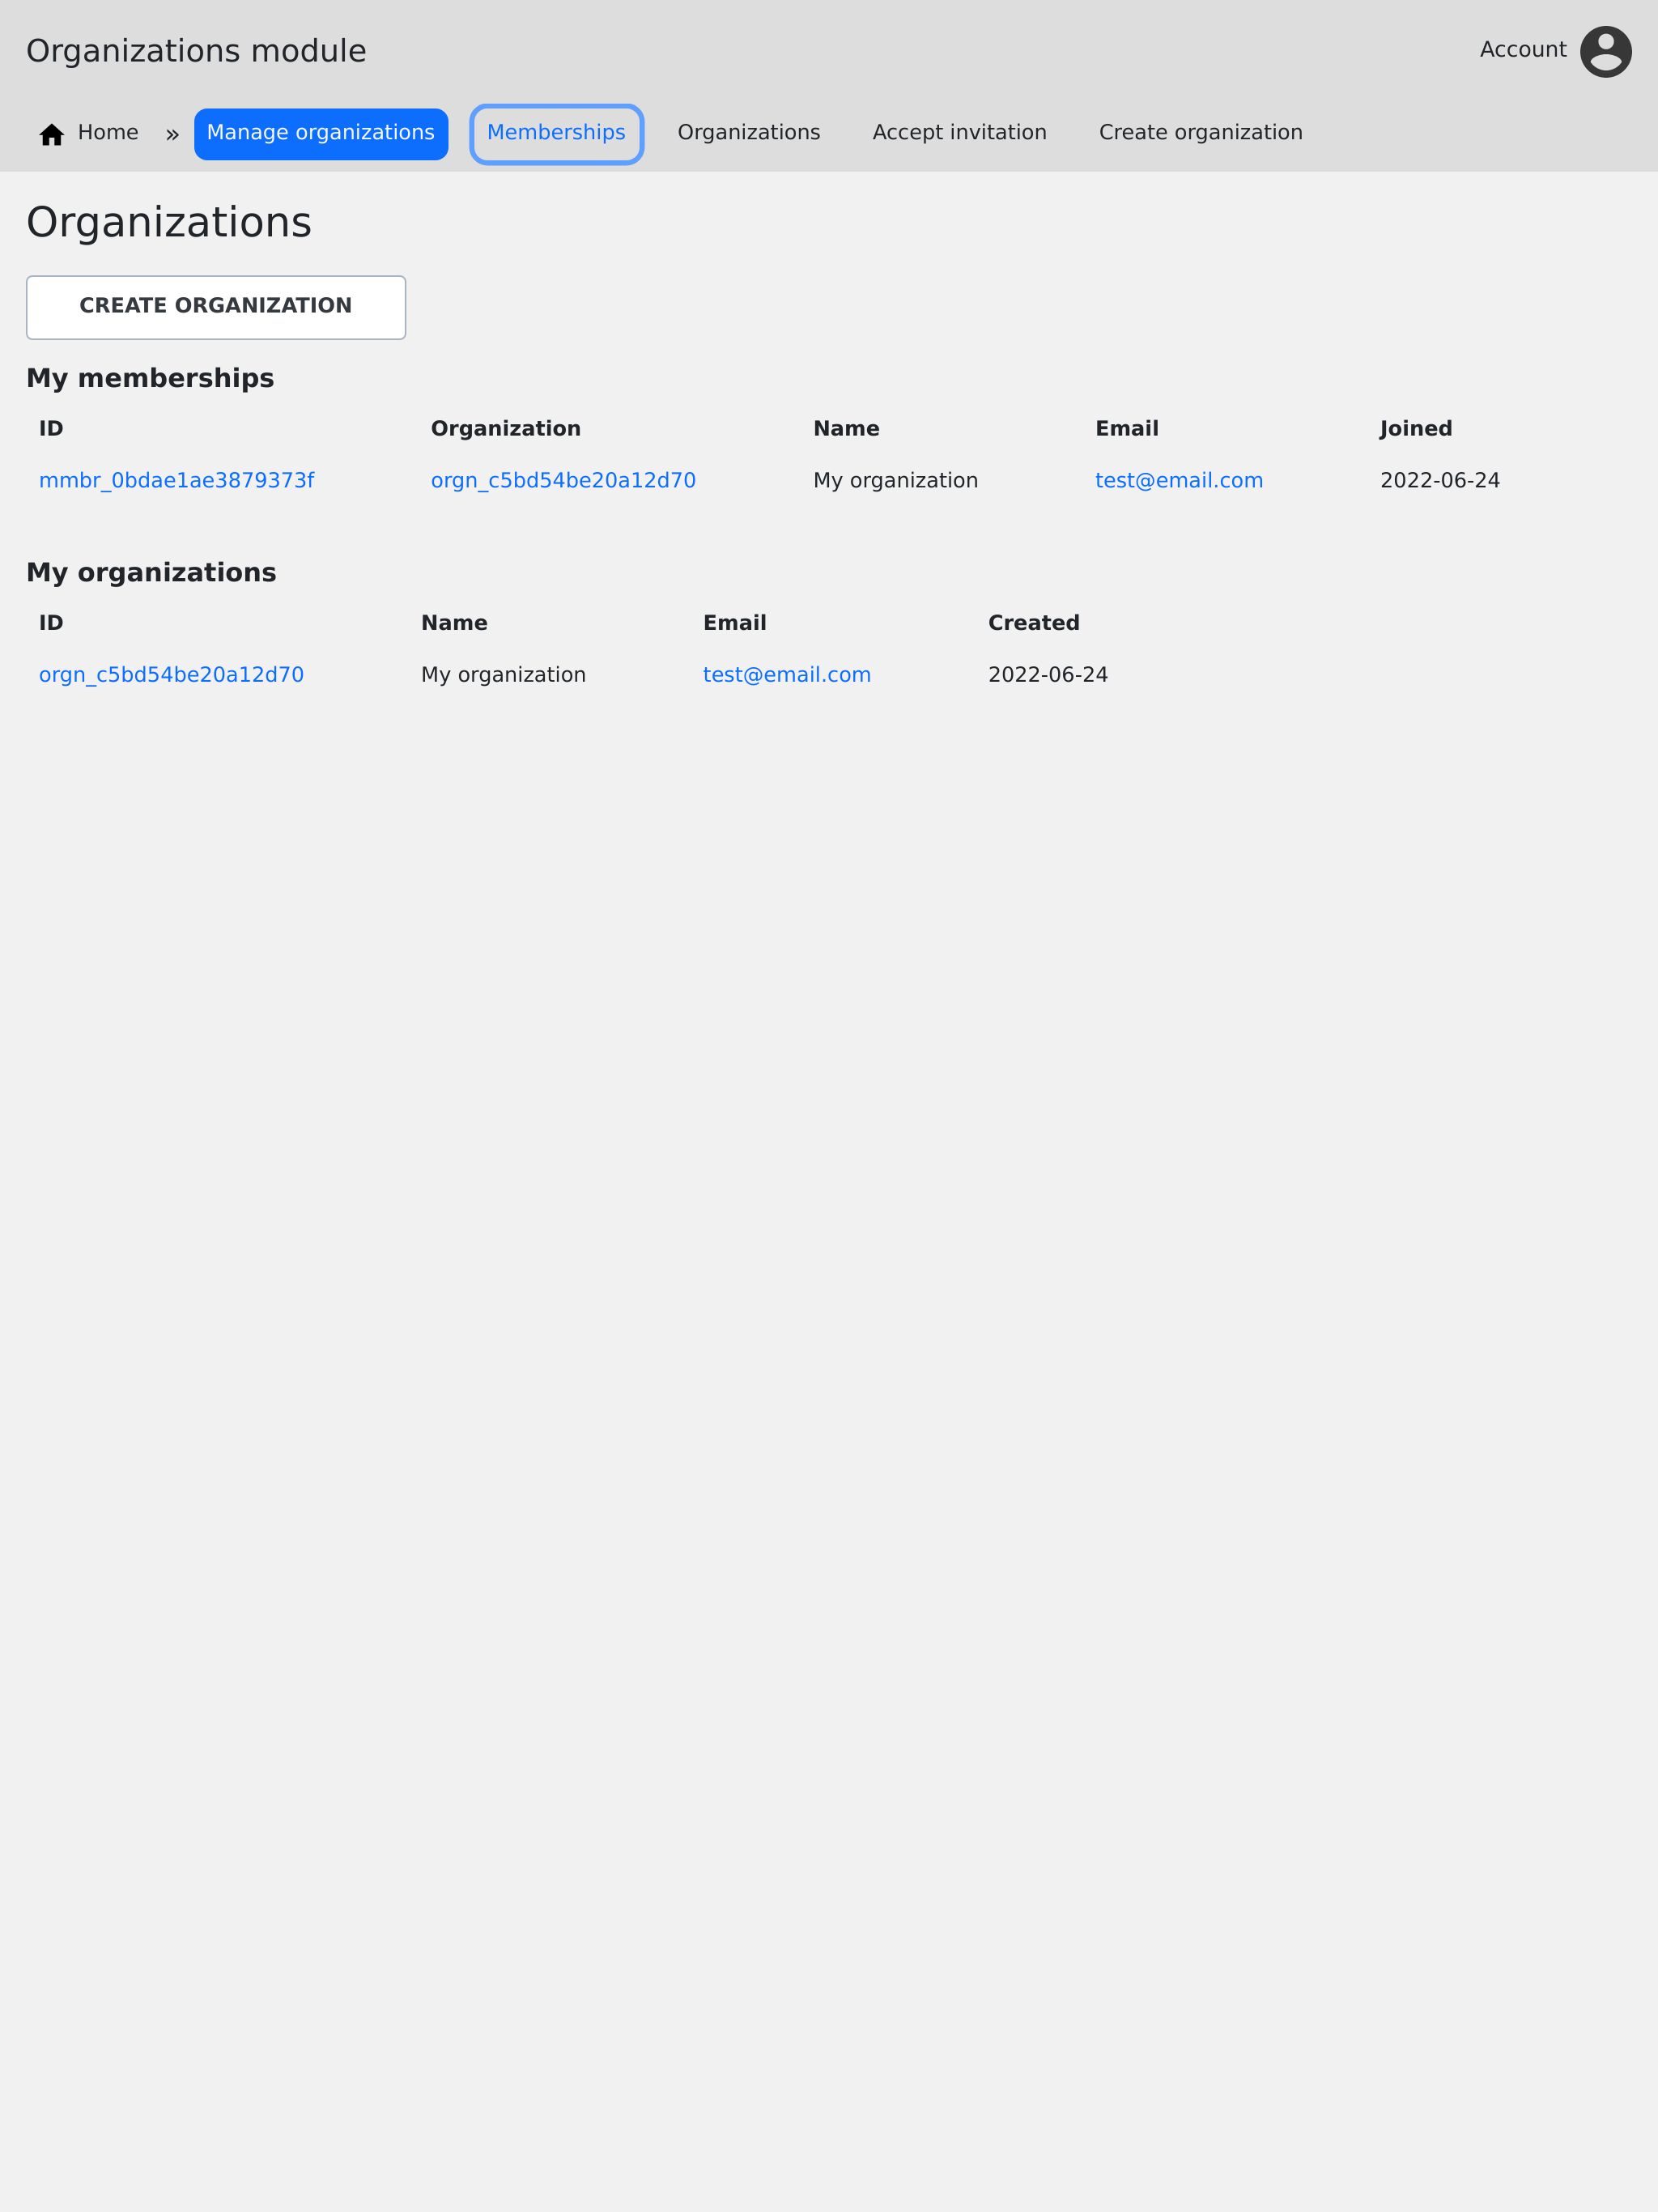 Organizations module
Account
Home » Manage organizations Memberships Organizations Accept invitation Create organization
Organizations
CREATE ORGANIZATION
My memberships
ID Organization Name Email Joined
mmbr_0bdae1ae3879373f orgn_c5bd54be20a12d70 My organization test@email.com 2022-06-24
My organizations
ID Name Email Created
orgn_c5bd54be20a12d70 My organization test@email.com 2022-06-24